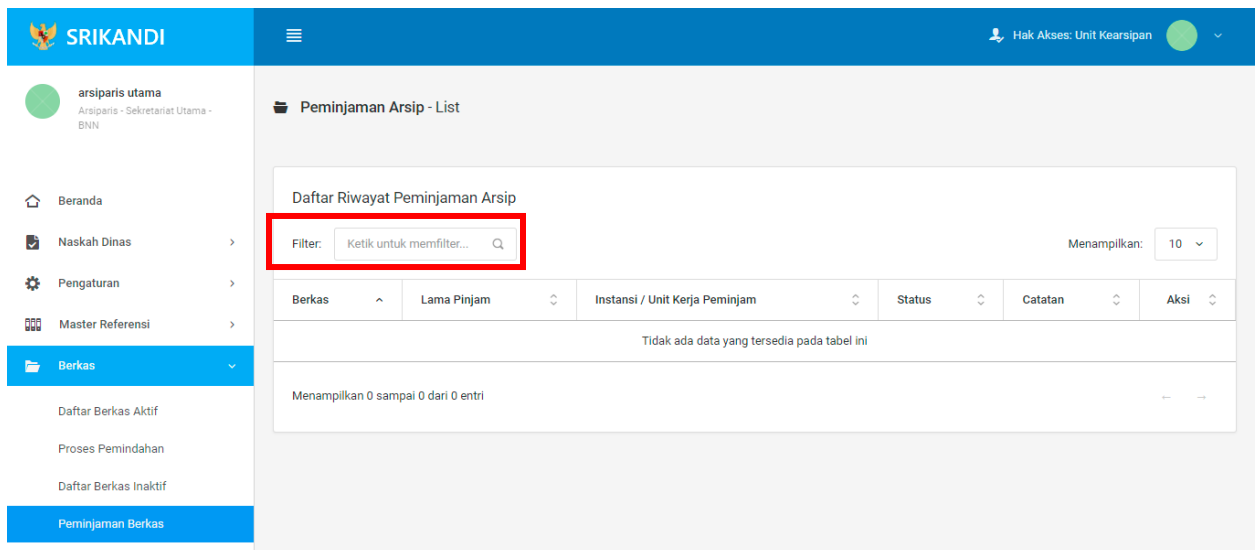 SRIKANDI
Hak Akses: Unit Kearsipan
arsiparis utama
Arsiparis - Sekretariat Utama -
BNN
Peminjaman Arsip - List
Beranda
Naskah Dinas
Pengaturan
Master Referensi
Berkas
Daftar Berkas Aktif
Proses Pemindahan
Daftar Berkas Inaktif
Peminjaman Berkas
Daftar Riwayat Peminjaman Arsip
Filter: Ketik untuk memfilter... Menampilkan: 10
Berkas Lama Pinjam Instansi / Unit Kerja Peminjam Status Catatan Aksi
Tidak ada data yang tersedia pada tabel ini
Menampilkan 0 sampai 0 dari 0 entri ← →